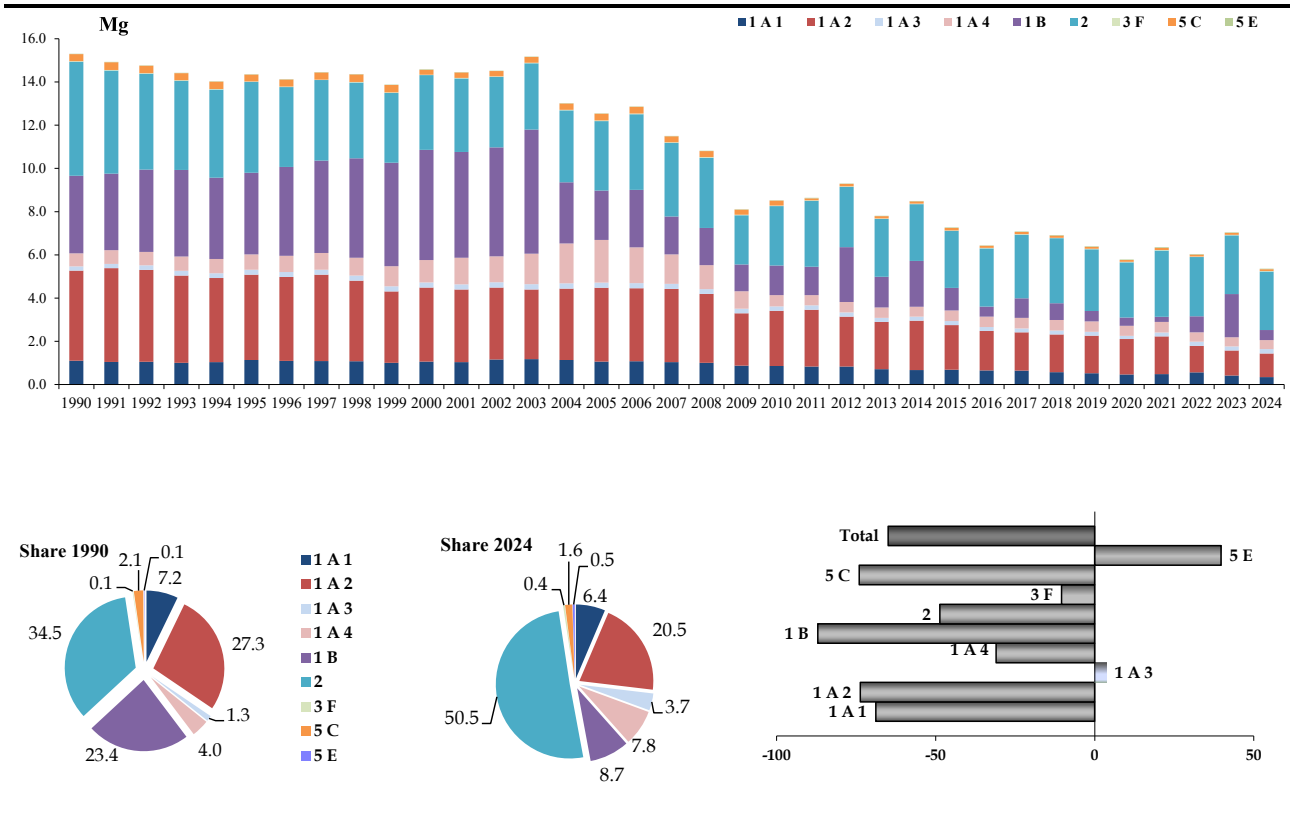 Mg
1 A 1 1 A 2 1 A 3 1 A 4 1 B 2 3 F 5 C 5 E
16.0
14.0
12.0
10.0
8.0
6.0
4.0
2.0
0.0
1990 1991 1992 1993 1994 1995 1996 1997 1998 1999 2000 2001 2002 2003 2004 2005 2006 2007 2008 2009 2010 2011 2012 2013 2014 2015 2016 2017 2018 2019 2020 2021 2022 2023 2024
Share 1990
0.1
2.1
0.1
7.2
34.5
27.3
1.3
4.0
23.4
1 A 1
1 A 2
1 A 3
1 A 4
1 B
2
3 F
5 C
5 E
Share 2024
1.6
0.5
0.4
6.4
20.5
3.7
50.5
7.8
8.7
Total
5 E
5 C
3 F
2
1 B
1 A 4
1 A 3
1 A 2
1 A 1
-100 -50 0 50